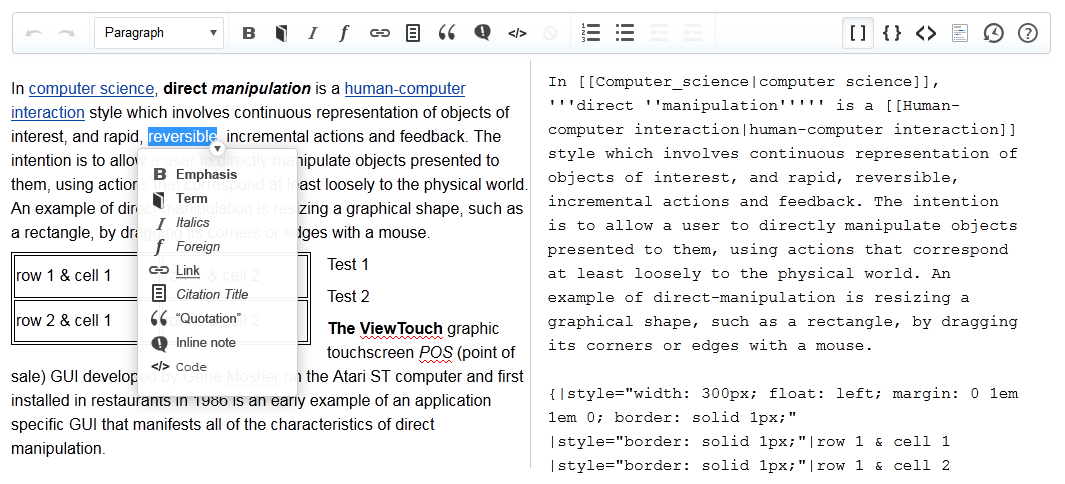 Paragraph
In computer science, direct manipulation is a human-computer
interaction style which involves continuous representation of objects of
interest, and rapid, reversible, incremental actions and feedback. The
intention is to allow a user to directly manipulate objects presented to
them, using actions that correspond at least loosely to the physical world.
An example of direct-manipulation is resizing a graphical shape, such as
a rectangle, by dragging its corners or edges with a mouse.
row 1 & cell 1 & cell 2
row 2 & cell 1 2
Test 1
Test 2
The ViewTouch graphic
touchscreen POS (point of
sale) GUI developed by Gene Mosher on the Atari ST computer and first
installed in restaurants in 1986 is an early example of an application
specific GUI that manifests all of the characteristics of direct
manipulation.
Emphasis
Term
Italics
Foreign
Link
Citation Title
“Quotation”
Inline note
Code
In [[Computer_science|computer science]],
'''direct ''manipulation''''' is a [[Human-
computer interaction|human-computer interaction]]
style which involves continuous representation of
objects of interest, and rapid, reversible,
incremental actions and feedback. The intention
is to allow a user to directly manipulate objects
presented to them, using actions that correspond
at least loosely to the physical world. An
example of direct-manipulation is resizing a
graphical shape, such as a rectangle, by dragging
its corners or edges with a mouse.
{|style="width: 300px; float: left; margin: 0 1em
1em 0; border: solid 1px;"
|style="border: solid 1px;"|row 1 & cell 1
|style="border: solid 1px;"|row 1 & cell 2